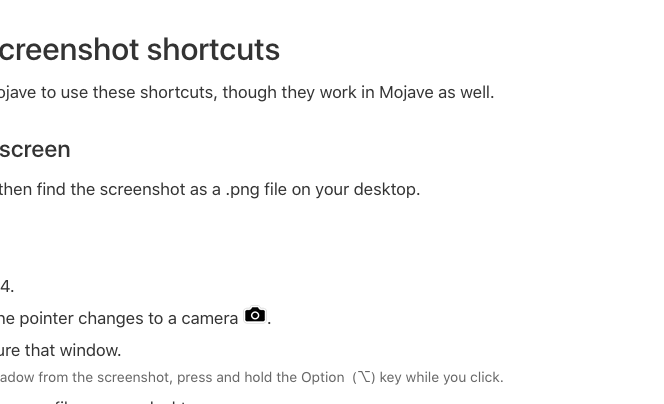 creenshot shortcuts
ojave to use these shortcuts, though they work in Mojave as well.
screen
then find the screenshot as a .png file on your desktop.
4.
he pointer changes to a camera .
ure that window.
adow from the screenshot, press and hold the Option (⌥) key while you click.